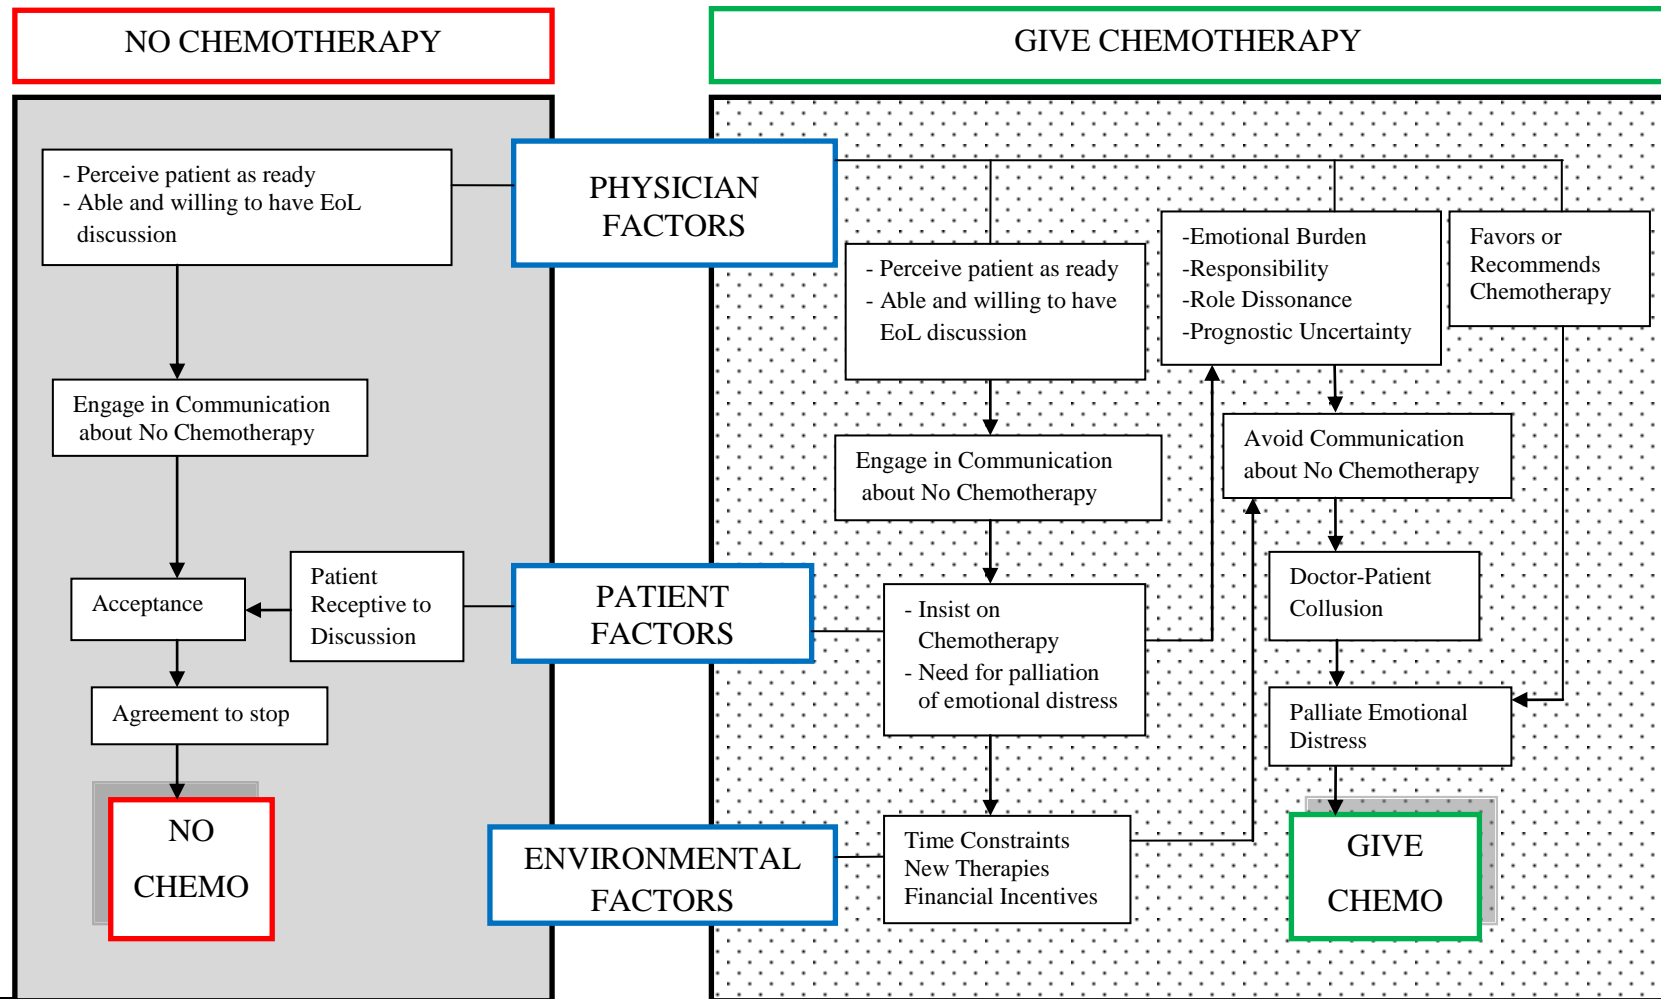 NO CHEMOTHERAPY
GIVE CHEMOTHERAPY
- Perceive patient as ready
- Able and willing to have EoL
discussion
Engage in Communication
about No Chemotherapy
Acceptance
Patient
Receptive to
Discussion
Agreement to stop
NO
CHEMO
PHYSICIAN
FACTORS
PATIENT
FACTORS
ENVIRONMENTAL
FACTORS
- Perceive patient as ready
- Able and willing to have
EoL discussion
Engage in Communication
about No Chemotherapy
- Insist on
Chemotherapy
- Need for palliation
of emotional distress
Time Constraints
New Therapies
Financial Incentives
-Emotional Burden
-Responsibility
-Role Dissonance
-Prognostic Uncertainty
Avoid Communication
about No Chemotherapy
Doctor-Patient
Collusion
Palliate Emotional
Distress
GIVE
CHEMO
Favors or
Recommends
Chemotherapy